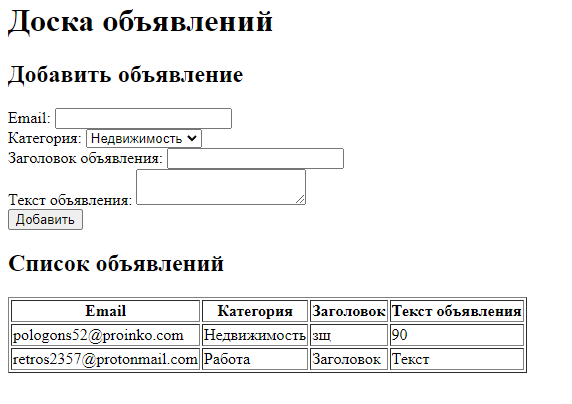 Доска объявлений
Добавить объявление
Email:
Категория: Недвижимость
Заголовок объявления:
Текст объявления:
Добавить
Список объявлений
Email Категория Заголовок Текст объявления
pologons52@proinko.com Недвижимость зщ 90
retros2357@protonmail.com Работа Заголовок Текст